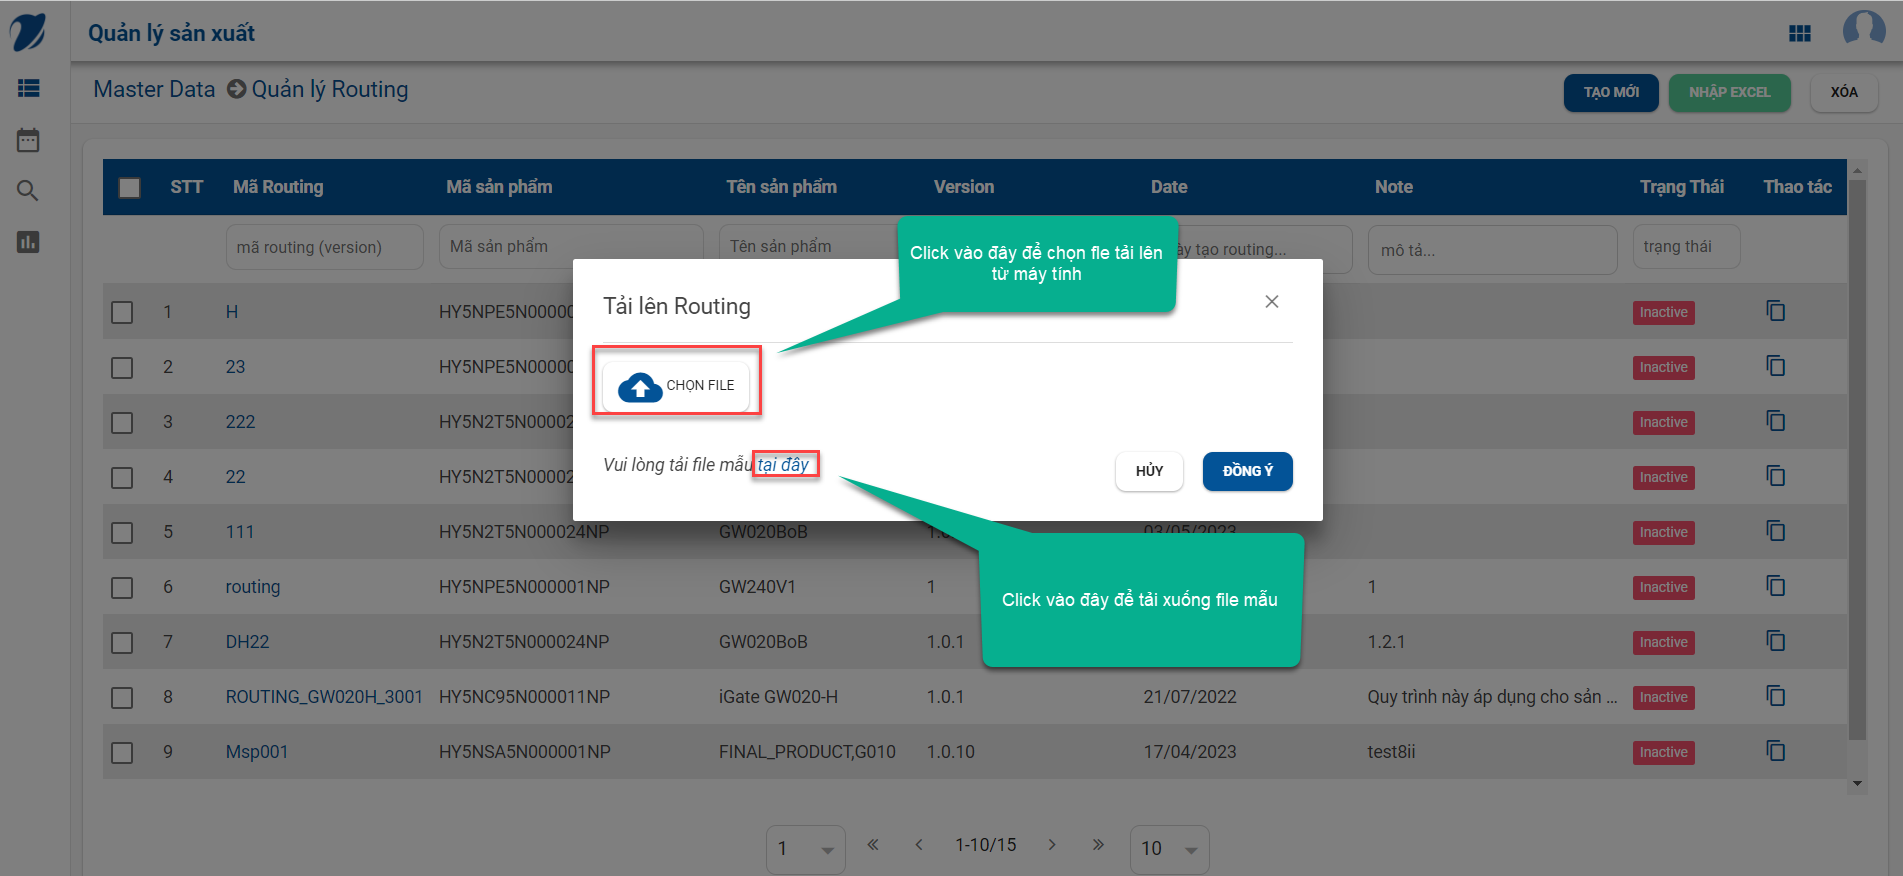 Quản lý sản xuất
Master Data Quản lý Routing
TẠO MỚI NHẬP EXCEL XÓA
STT Mã Routing Mã sản phẩm Tên sản phẩm Version Date Note Trạng Thái Thao tác
mã routing (version) Mã sản phẩm Tên sản phẩm ày tạo routing... mô tả... trạng thái
Click vào đây để chọn fle tải lên
từ máy tính
Tải lên Routing
1 H HY5NPE5N00000 Inactive
2 23 HY5NPE5N00000 Inactive
CHỌN FILE
3 222 HY5N2T5N00002 Inactive
Vui lòng tải file mẫu tại đây
HỦY ĐỒNG Ý
4 22 HY5N2T5N00002 Inactive
5 111 HY5N2T5N000024NP GW020BoB 03/05/2023 Inactive
Click vào đây để tải xuống file mẫu
6 routing HY5NPE5N000001NP GW240V1 1 1 Inactive
7 DH22 HY5N2T5N000024NP GW020BoB 1.0.1 1.2.1 Inactive
8 ROUTING_GW020H_3001 HY5NC95N000011NP iGate GW020-H 1.0.1 21/07/2022 Quy trình này áp dụng cho sản ... Inactive
9 Msp001 HY5NSA5N000001NP FINAL_PRODUCT,G010 1.0.10 17/04/2023 test8ii Inactive
1 1-10/15 10